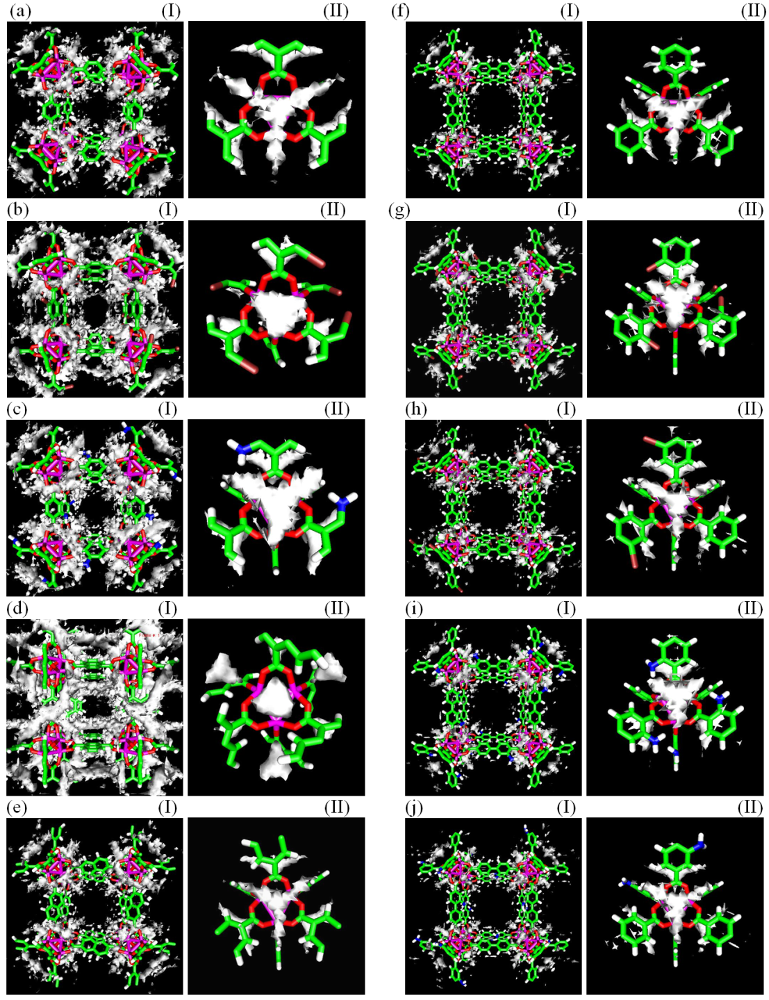 (a) (I) (II) (f) (I) (II)
(b) (I) (II) (g) (I) (II)
(c) (I) (II) (h) (I) (II)
(d) (I) (II) (i) (I) (II)
(e) (I) (II) (j) (I) (II)